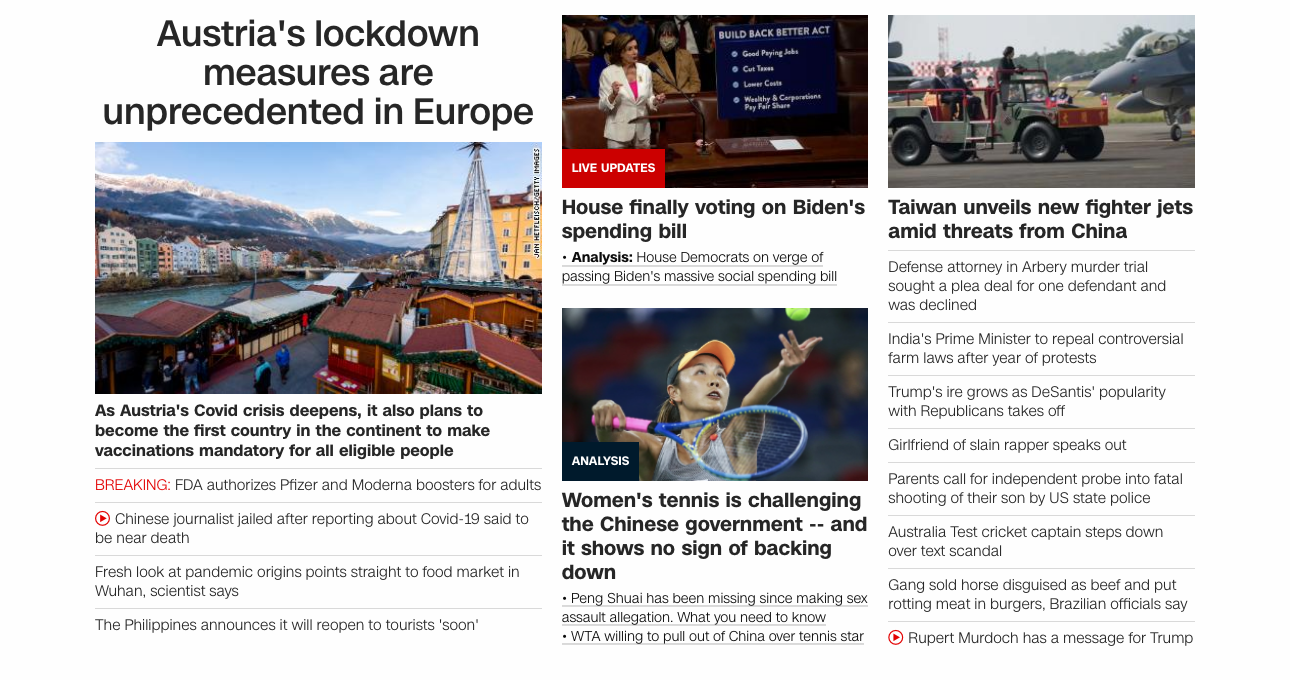 Austria's lockdown
measures are
unprecedented in Europe
JAN HETFLEISCH/GETTY IMAGES
As Austria's Covid crisis deepens, it also plans to
become the first country in the continent to make
vaccinations mandatory for all eligible people
BREAKING: FDA authorizes Pfizer and Moderna boosters for adults
Chinese journalist jailed after reporting about Covid-19 said to
be near death
Fresh look at pandemic origins points straight to food market in
Wuhan, scientist says
The Philippines announces it will reopen to tourists 'soon'
BUILD BACK BETTER ACT
Good Paying Jobs
Cut Taxes
Lower Costs
Wealthy & Corporations
Pay Fair Share
LIVE UPDATES
House finally voting on Biden's
spending bill
• Analysis: House Democrats on verge of
passing Biden's massive social spending bill
ANALYSIS
Women's tennis is challenging
the Chinese government -- and
it shows no sign of backing
down
• Peng Shuai has been missing since making sex
assault allegation. What you need to know
• WTA willing to pull out of China over tennis star
Taiwan unveils new fighter jets
amid threats from China
Defense attorney in Arbery murder trial
sought a plea deal for one defendant and
was declined
India's Prime Minister to repeal controversial
farm laws after year of protests
Trump's ire grows as DeSantis' popularity
with Republicans takes off
Girlfriend of slain rapper speaks out
Parents call for independent probe into fatal
shooting of their son by US state police
Australia Test cricket captain steps down
over text scandal
Gang sold horse disguised as beef and put
rotting meat in burgers, Brazilian officials say
Rupert Murdoch has a message for Trump